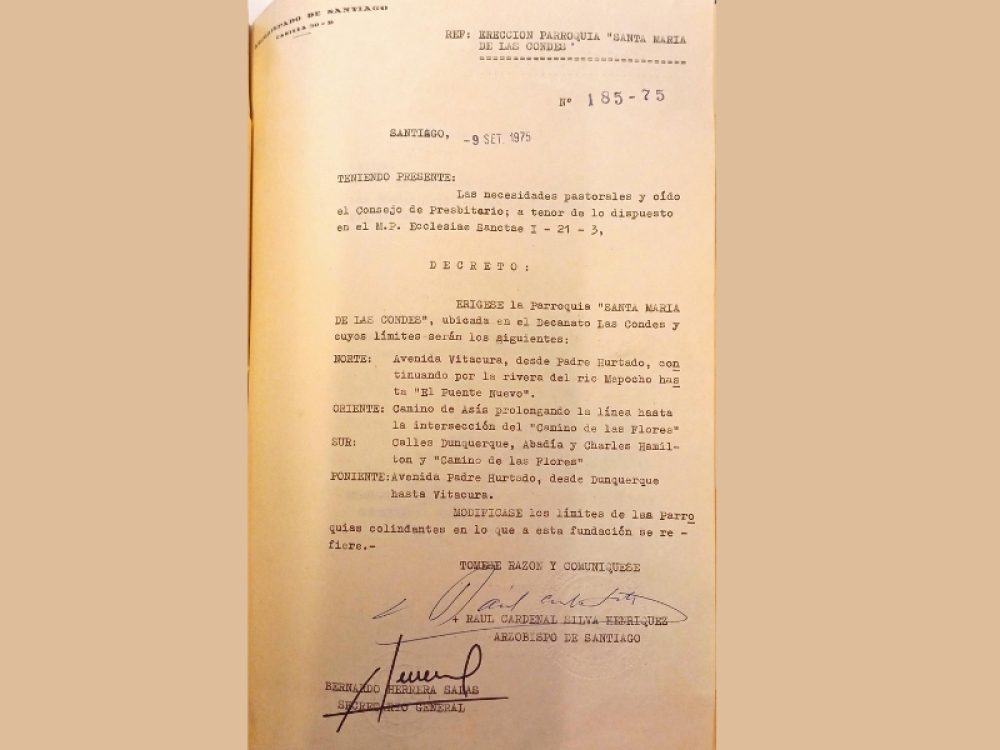 ARZOBISPADO DE SANTIAGO
CASILLA 30-D
REF: ERECCION PARROQUIA "SANTA MARIA
DE LAS CONDES"
Nº 185-75
SANTIAGO, -9 SET. 1975
TENIENDO PRESENTE:
Las necesidades pastorales y oído
el Consejo de Presbitario; a tenor de lo dispuesto
en el M.P. Ecclesias Sanctae I - 21 - 3,
D E C R E T O :
ERIGESE la Parroquia "SANTA MARIA
DE LAS CONDES", ubicada en el Decanato Las Condes y
cuyos límites serán los siguientes:
NORTE: Avenida Vitacura, desde Padre Hurtado, con
tinuando por la rivera del rio Mapocho has
ta "El Puente Nuevo".
ORIENTE: Camino de Asís prolongando la línea hasta
la intersección del "Camino de las Flores"
SUR: Calles Dunquerque, Abadía y Charles Hamil-
ton y "Camino de las Flores"
PONIENTE: Avenida Padre Hurtado, desde Dunquerque
hasta Vitacura.
MODIFICASE los límites de las Parro
quias colindantes en lo que a esta fundación se re -
fiere.-
TOMESE RAZON Y COMUNIQUESE
+ RAUL CARDENAL SILVA HENRIQUEZ
ARZOBISPO DE SANTIAGO
BERNARDO HERRERA SALAS
SECRETARIO GENERAL